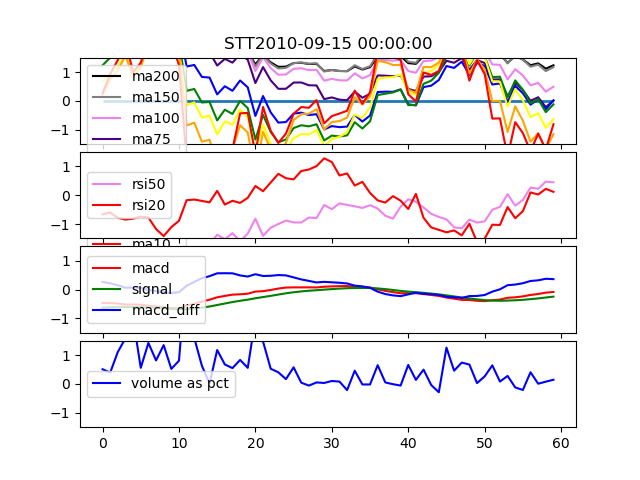 STT2010-09-15 00:00:00
1
0
−1
ma200
ma150
ma100
ma75
1
0
−1
rsi50
rsi20
ma10
1
0
−1
macd
signal
macd_diff
1
0
−1
volume as pct
0 10 20 30 40 50 60